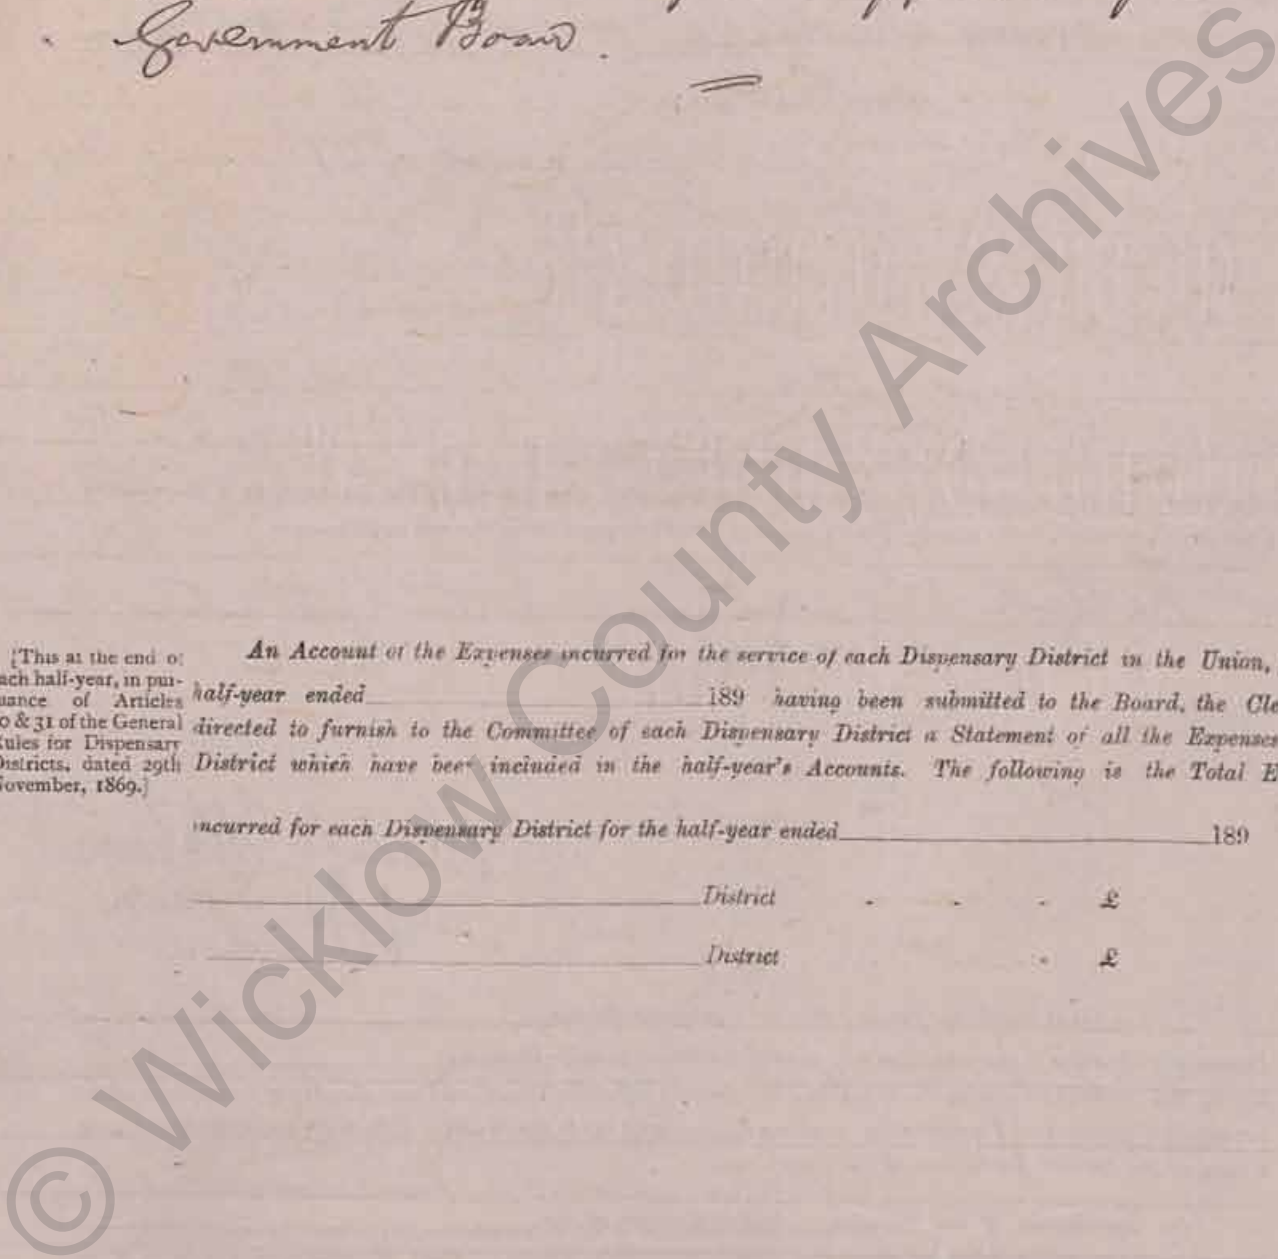 Government Board.
[This at the end of
ach half-year, in pur-
uance of Articles
0 & 31 of the General
Rules for Dispensary
Districts, dated 29th
November, 1869.]
An Account of the Expenses incurred for the service of each Dispensary District in the Union,
half-year ended 189 having been submitted to the Board, the Cle
directed to furnish to the Committee of each Dispensary District a Statement of all the Expenses
District which have been included in the half-year's Accounts. The following is the Total E
incurred for each Dispensary District for the half-year ended 189
District - - - £
District - £
© Wicklow County Archives